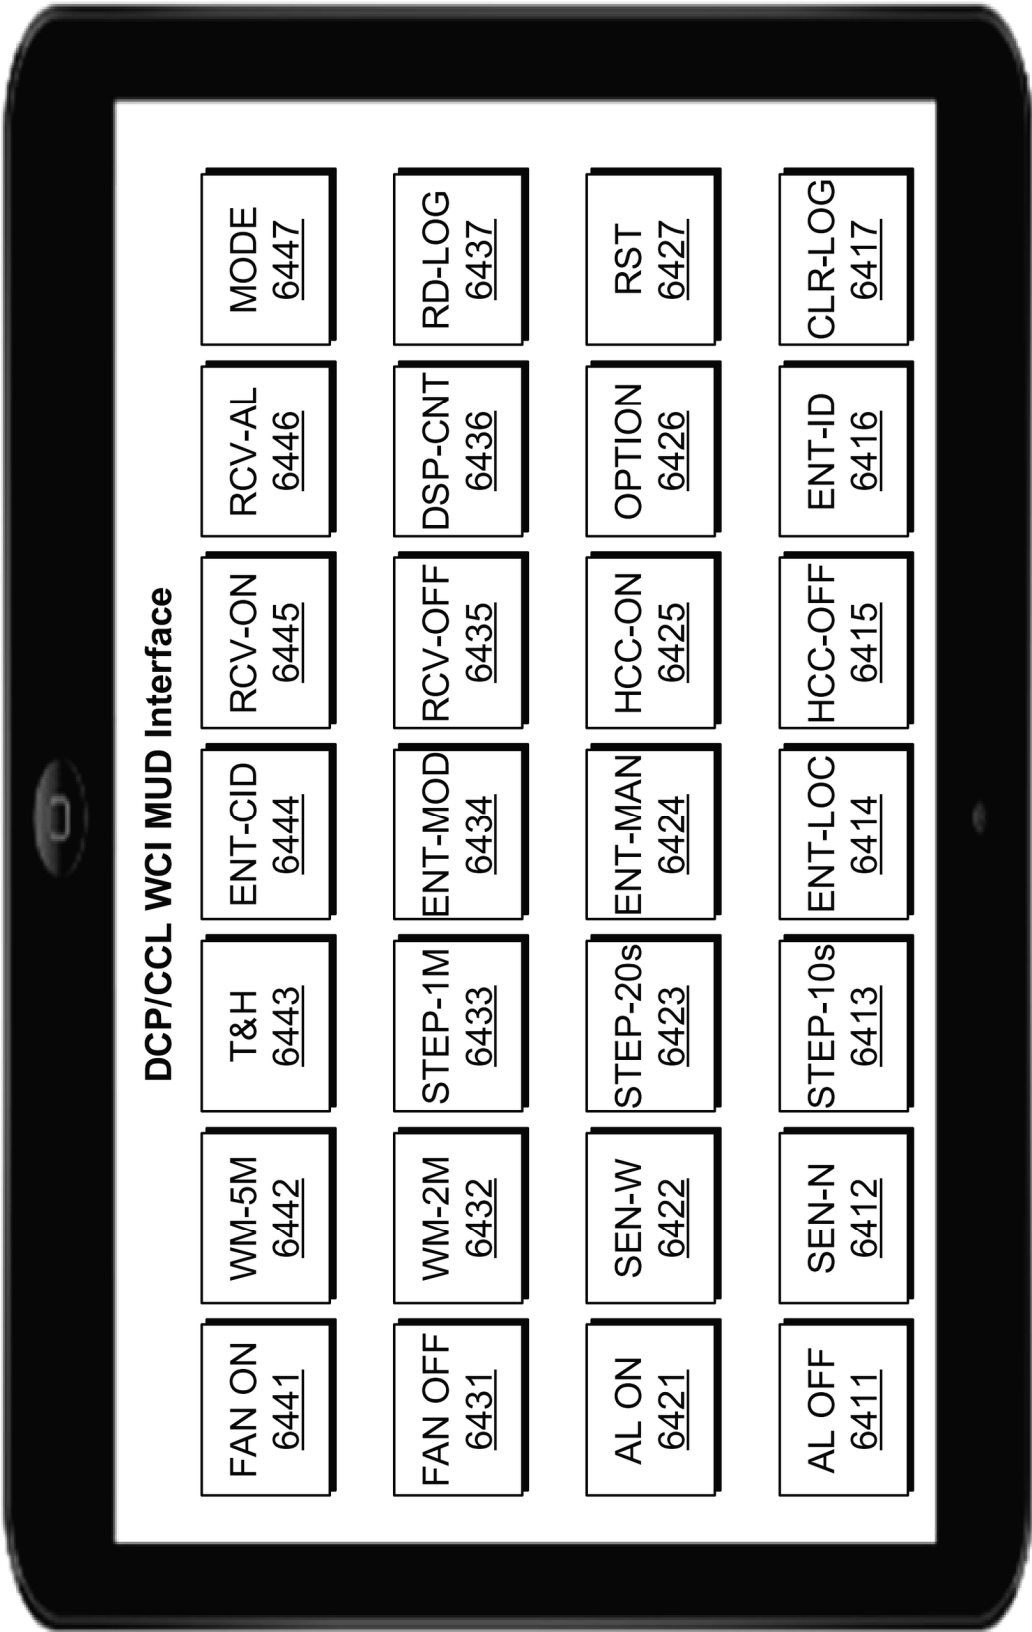 DCP/CCL WCI MUD Interface
FAN ON
6441
WM-5M
6442
T&H
6443
ENT-CID
6444
RCV-ON
6445
RCV-AL
6446
MODE
6447
FAN OFF
6431
WM-2M
6432
STEP-1M
6433
ENT-MOD
6434
RCV-OFF
6435
DSP-CNT
6436
RD-LOG
6437
AL ON
6421
SEN-W
6422
STEP-20s
6423
ENT-MAN
6424
HCC-ON
6425
OPTION
6426
RST
6427
AL OFF
6411
SEN-N
6412
STEP-10s
6413
ENT-LOC
6414
HCC-OFF
6415
ENT-ID
6416
CLR-LOG
6417